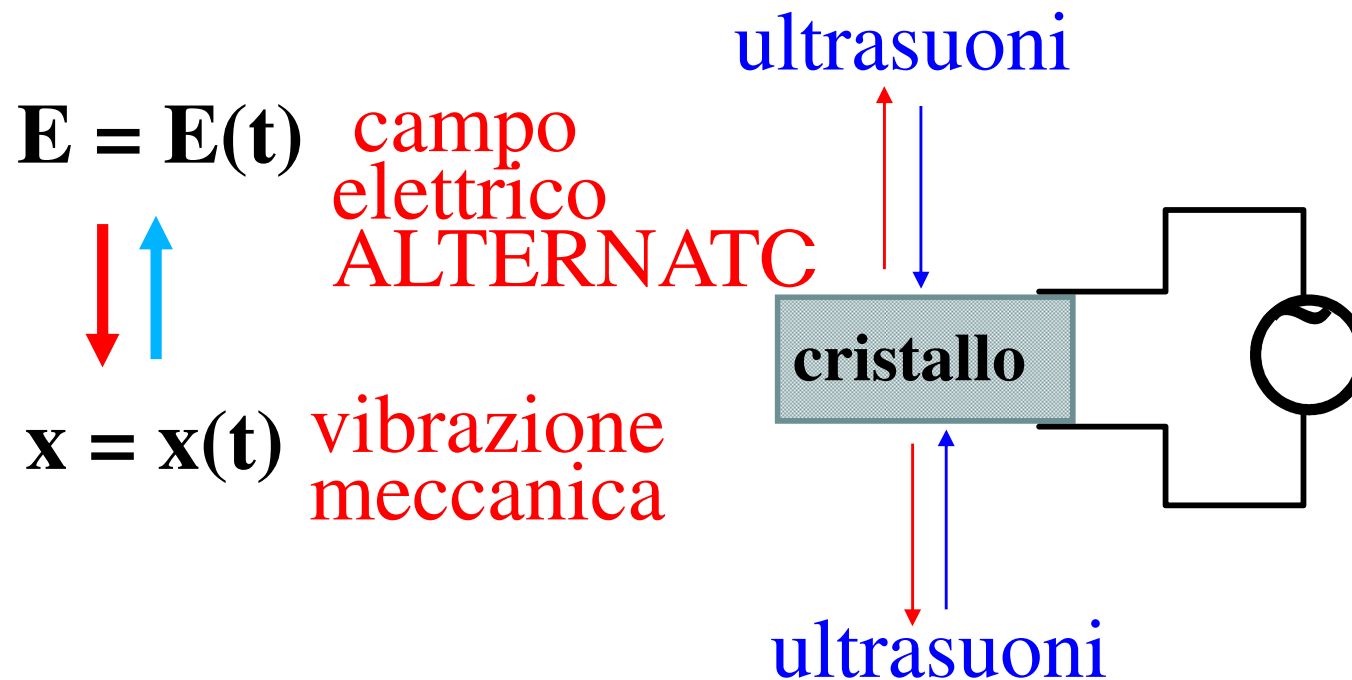 ultrasuoni
E = E(t) campo
elettrico
ALTERNATC
cristallo
x = x(t) vibrazione
meccanica
ultrasuoni